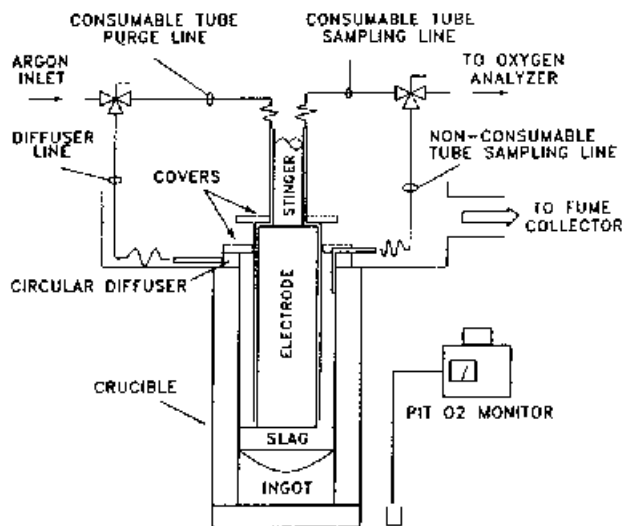 CONSUMABLE TUBE
PURGE LINE
CONSUMABLE TUBE
SAMPLING LINE
ARGON
INLET
TO OXYGEN
ANALYZER
DIFFUSER
LINE
NON-CONSUMABLE
TUBE SAMPLING LINE
COVERS
STINGER
TO FUME
COLLECTOR
CIRCULAR DIFFUSER
ELECTRODE
CRUCIBLE
PIT O2 MONITOR
SLAG
INGOT